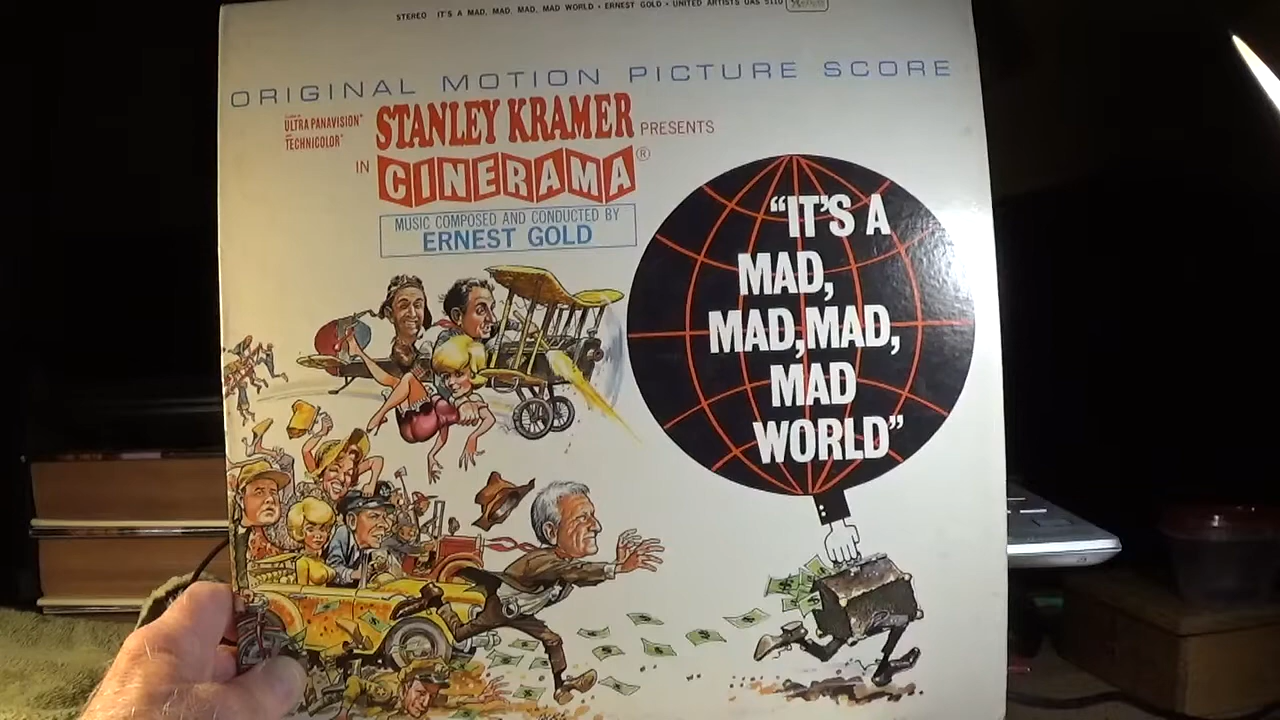 STEREO IT'S A MAD, MAD, MAD, MAD WORLD • ERNEST GOLD • UNITED ARTISTS UAS 5110
ORIGINAL MOTION PICTURE SCORE
ULTRA PANAVISION®
TECHNICOLOR®
STANLEY KRAMER PRESENTS
IN CINERAMA®
MUSIC COMPOSED AND CONDUCTED BY
ERNEST GOLD
"IT'S A
MAD,
MAD, MAD,
MAD
WORLD"